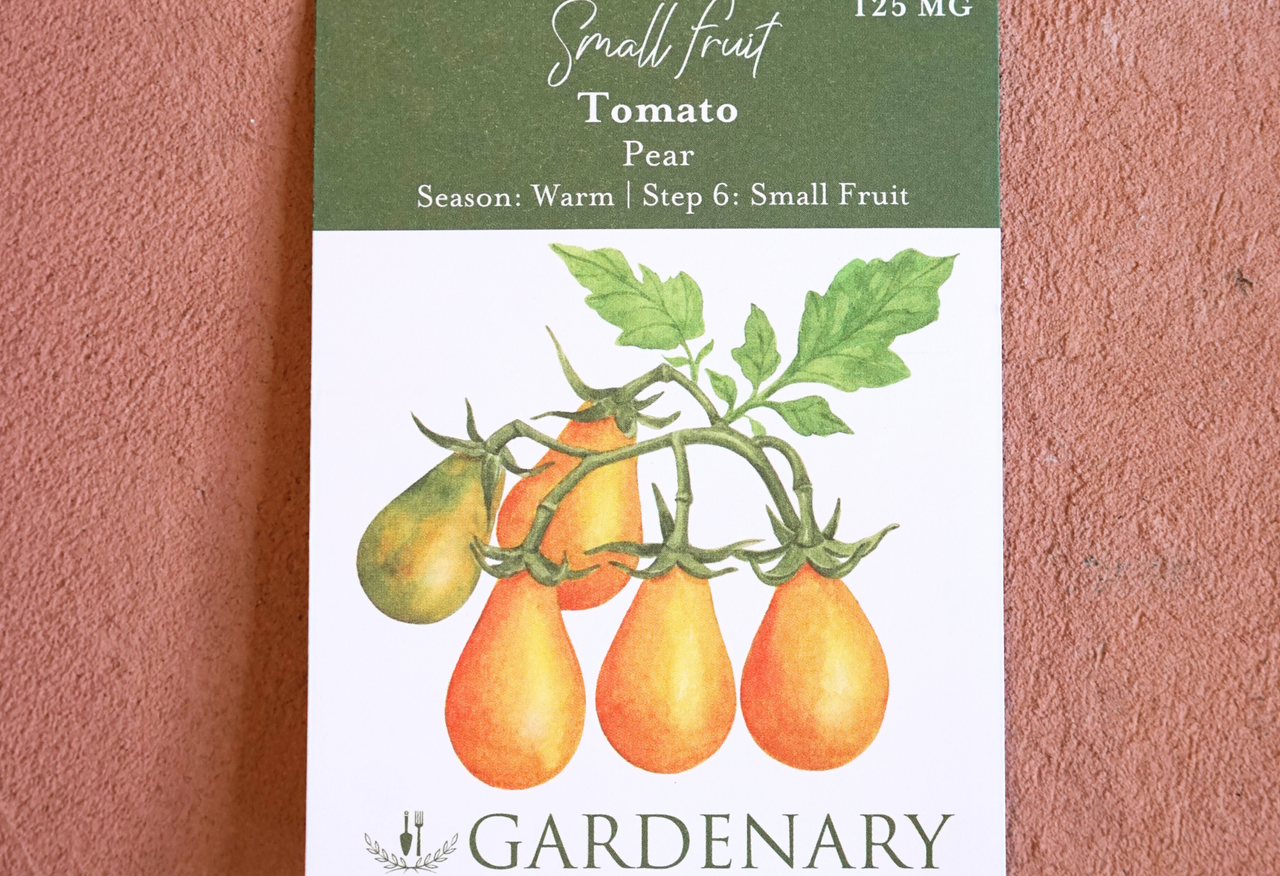 125 MG
Small Fruit
Tomato
Pear
Season: Warm | Step 6: Small Fruit
GARDENARY